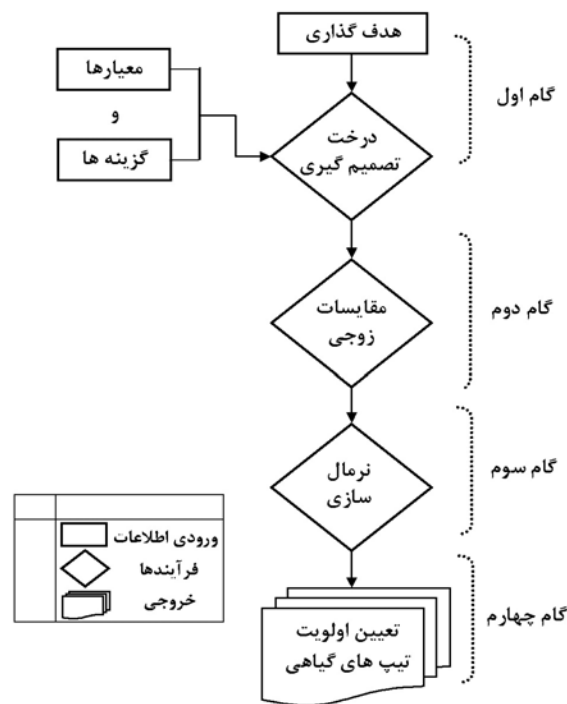 هدف گذاری
گام اول
معیارها
و
گزینه ها
درخت
تصمیم گیری
مقایسات
زوجی
گام دوم
نرمال
سازی
گام سوم
ورودی اطلاعات
فرآیندها
خروجی
تعیین اولویت
تیپ های گیاهی
گام چهارم